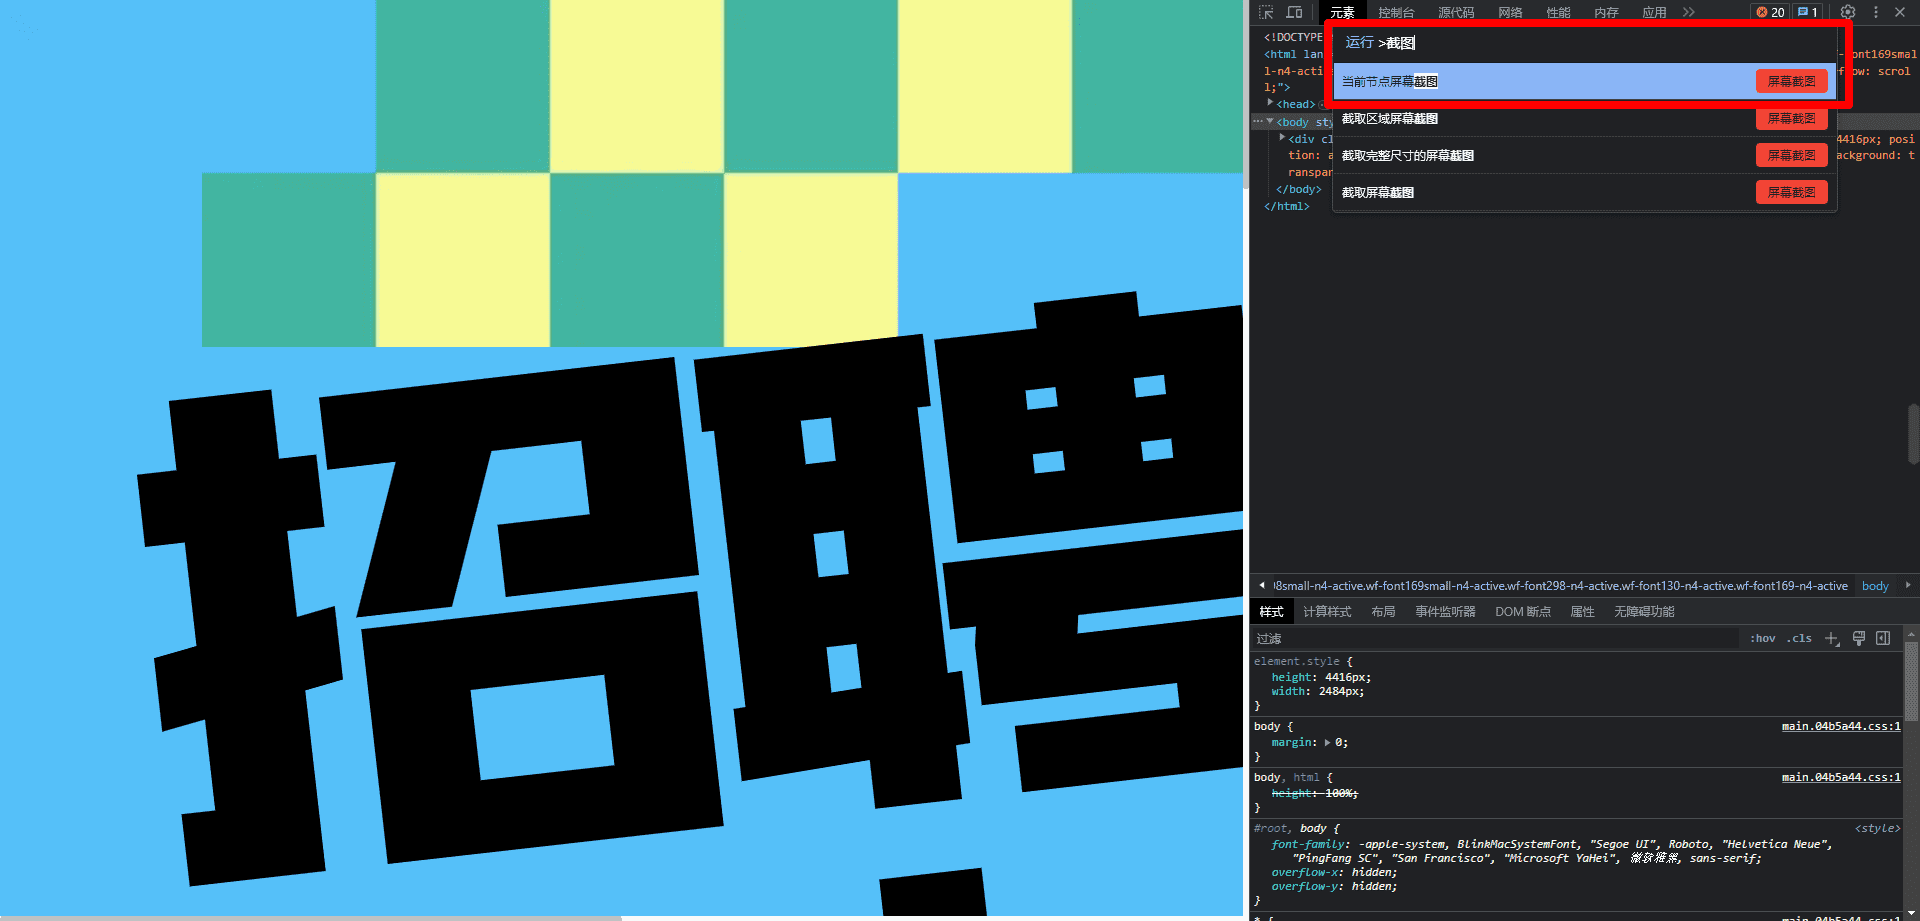 招聘
元素 控制台 源代码 网络 性能 内存 应用 20 1
运行 >截图
当前节点屏幕截图 屏幕截图
截取区域屏幕截图 屏幕截图
截取完整尺寸的屏幕截图 屏幕截图
截取屏幕截图 屏幕截图
<!DOCTYPE
<html lan -font169smal
l-n4-acti flow: scrol
l;">
<head>
<body sty
<div cl 4416px; posi
tion: a ackground: t
ranspar
</body>
</html>
8small-n4-active.wf-font169small-n4-active.wf-font298-n4-active.wf-font130-n4-active.wf-font169-n4-active body
样式 计算样式 布局 事件监听器 DOM 断点 属性 无障碍功能
过滤 :hov .cls
element.style {
height: 4416px;
width: 2484px;
}
body { main.04b5a44.css:1
margin: 0;
}
body, html { main.04b5a44.css:1
height: 100%;
}
#root, body { <style>
font-family: -apple-system, BlinkMacSystemFont, "Segoe UI", Roboto, "Helvetica Neue",
"PingFang SC", "San Francisco", "Microsoft YaHei", 微软雅黑, sans-serif;
overflow-x: hidden;
overflow-y: hidden;
}
* { main.04b5a44.css:1